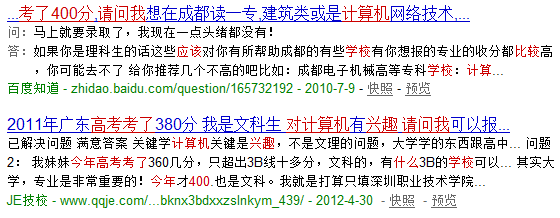 ...考了400分,请问我想在成都读一专,建筑类或是计算机网络技术,...
问：马上就要录取了，我现在一点头绪都没有！
答：如果你是理科生的话这些应该对你有所帮助成都的有些学校有你想报的专业的收分都比较高
，你可能去不了 给你推荐几个不高的吧比如：成都电子机械高等专科学校：计算...
百度知道 - zhidao.baidu.com/question/165732192 - 2010-7-9 - 快照 - 预览
2011年广东高考考了380分 我是文科生 对计算机有兴趣 请问我可以报...
已解决问题 满意答案 关键学计算机关键是兴趣，不是文理的问题，大学学的东西跟高中... 问题
2： 我妹妹今年高考考了360几分，只超出3B线十多分，文科的，有什么3B的学校可以... 其实大
学，专业是非常重要的！今年才400.也是文科。我就是打算只填深圳职业技术学院...
JE技校 - www.qqje.com/...bknx3bdxxzslnkym_439/ - 2012-4-30 - 快照 - 预览